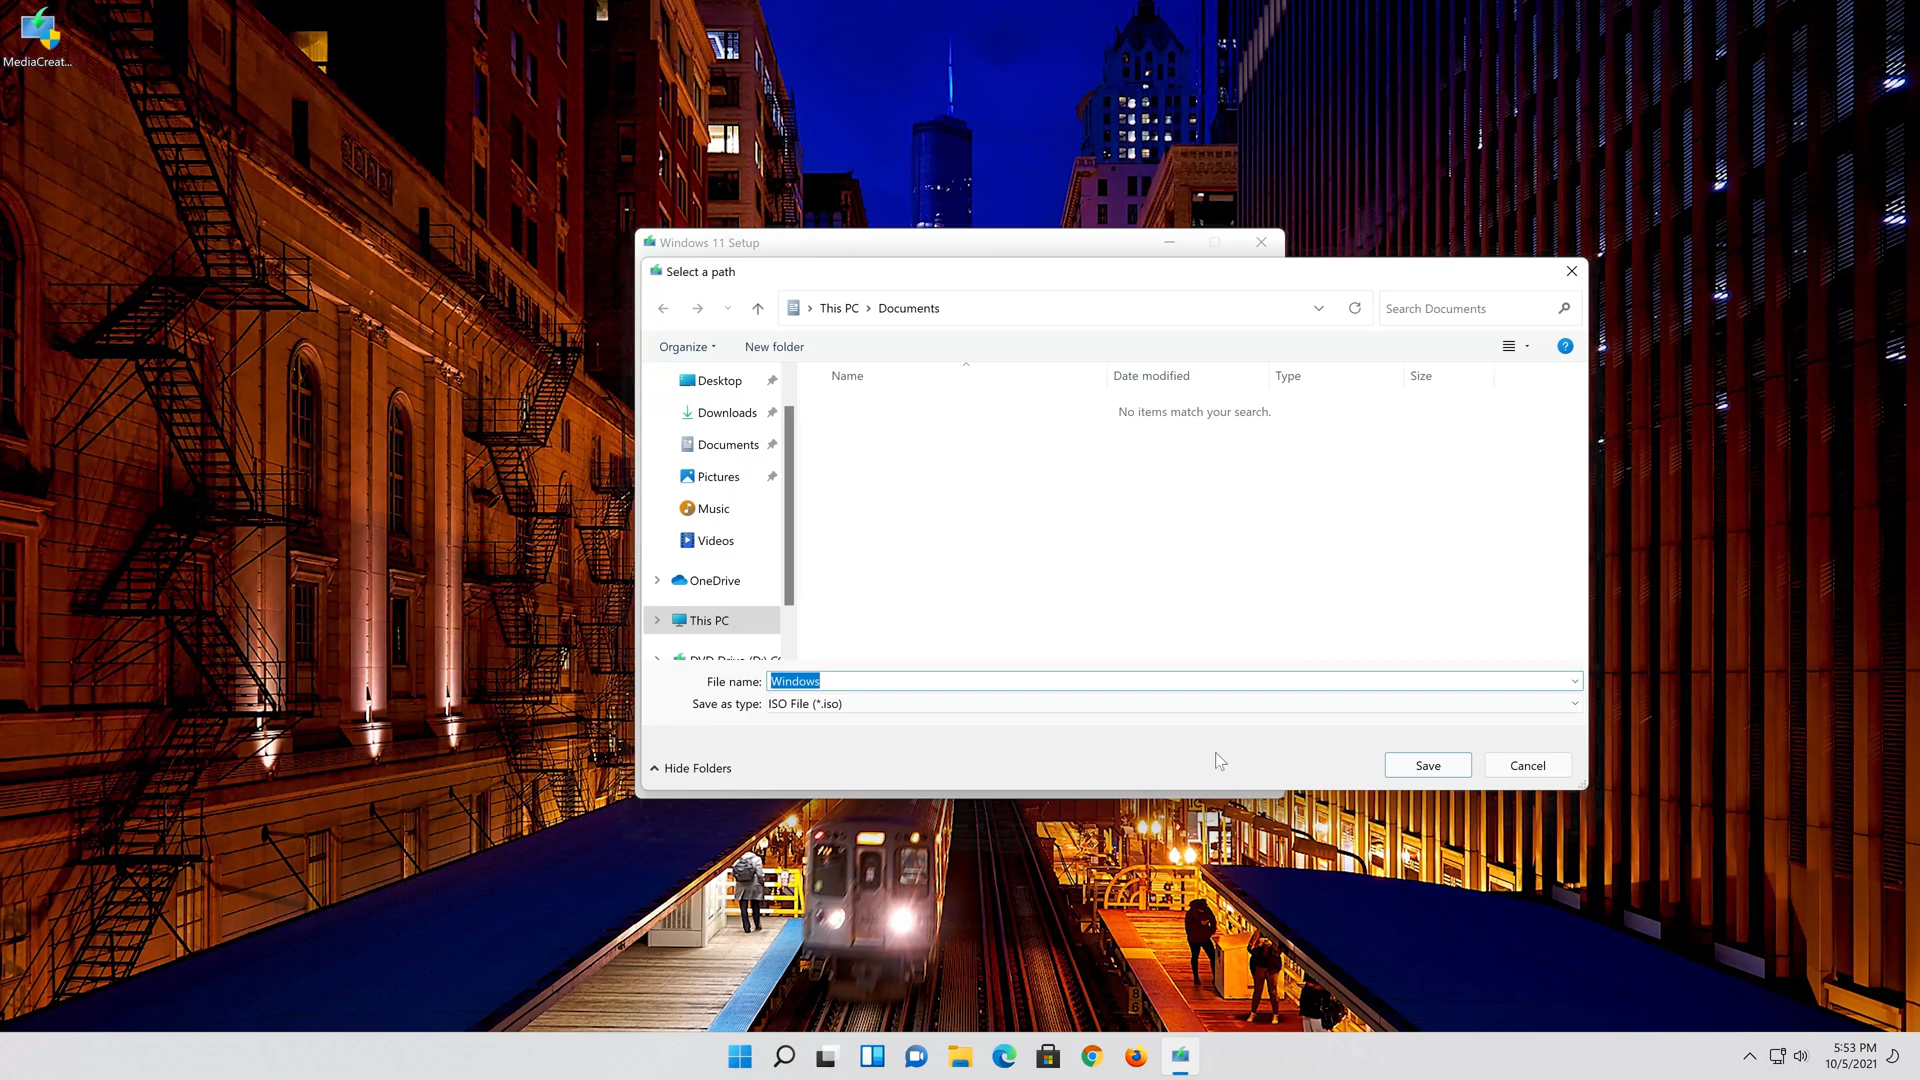 MediaCreat...
Windows 11 Setup
Select a path
This PC > Documents
Search Documents
Organize
New folder
Name
Date modified
Type
Size
No items match your search.
Desktop
Downloads
Documents
Pictures
Music
Videos
OneDrive
This PC
DVD Drive (D:)
File name: Windows
Save as type: ISO File (*.iso)
Hide Folders
Save
Cancel
5:53 PM
10/5/2021